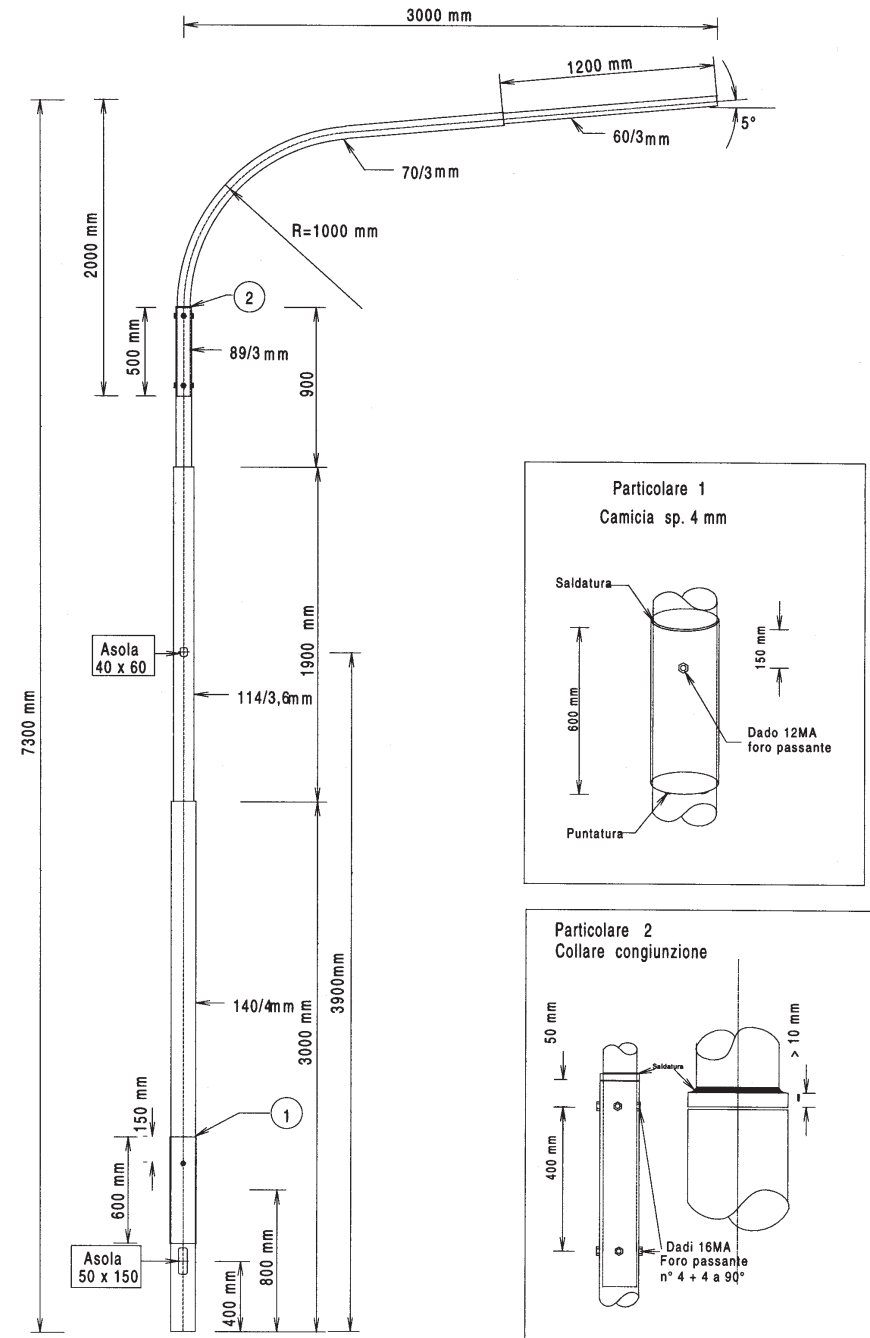 3000 mm
1200 mm
5°
60/3mm
70/3mm
R=1000 mm
2000 mm
2
500 mm
89/3 mm
900
7300 mm
Asola
40 x 60
1900 mm
114/3,6mm
3900mm
140/4mm
3000 mm
150 mm
1
600 mm
800 mm
Asola
50 x 150
400 mm
Particolare 1
Camicia sp. 4 mm
Saldatura
150 mm
600 mm
Dado 12MA
foro passante
Puntatura
Particolare 2
Collare congiunzione
50 mm
> 10 mm
Saldatura
400 mm
Dadi 16MA
Foro passante
n° 4 + 4 a 90°